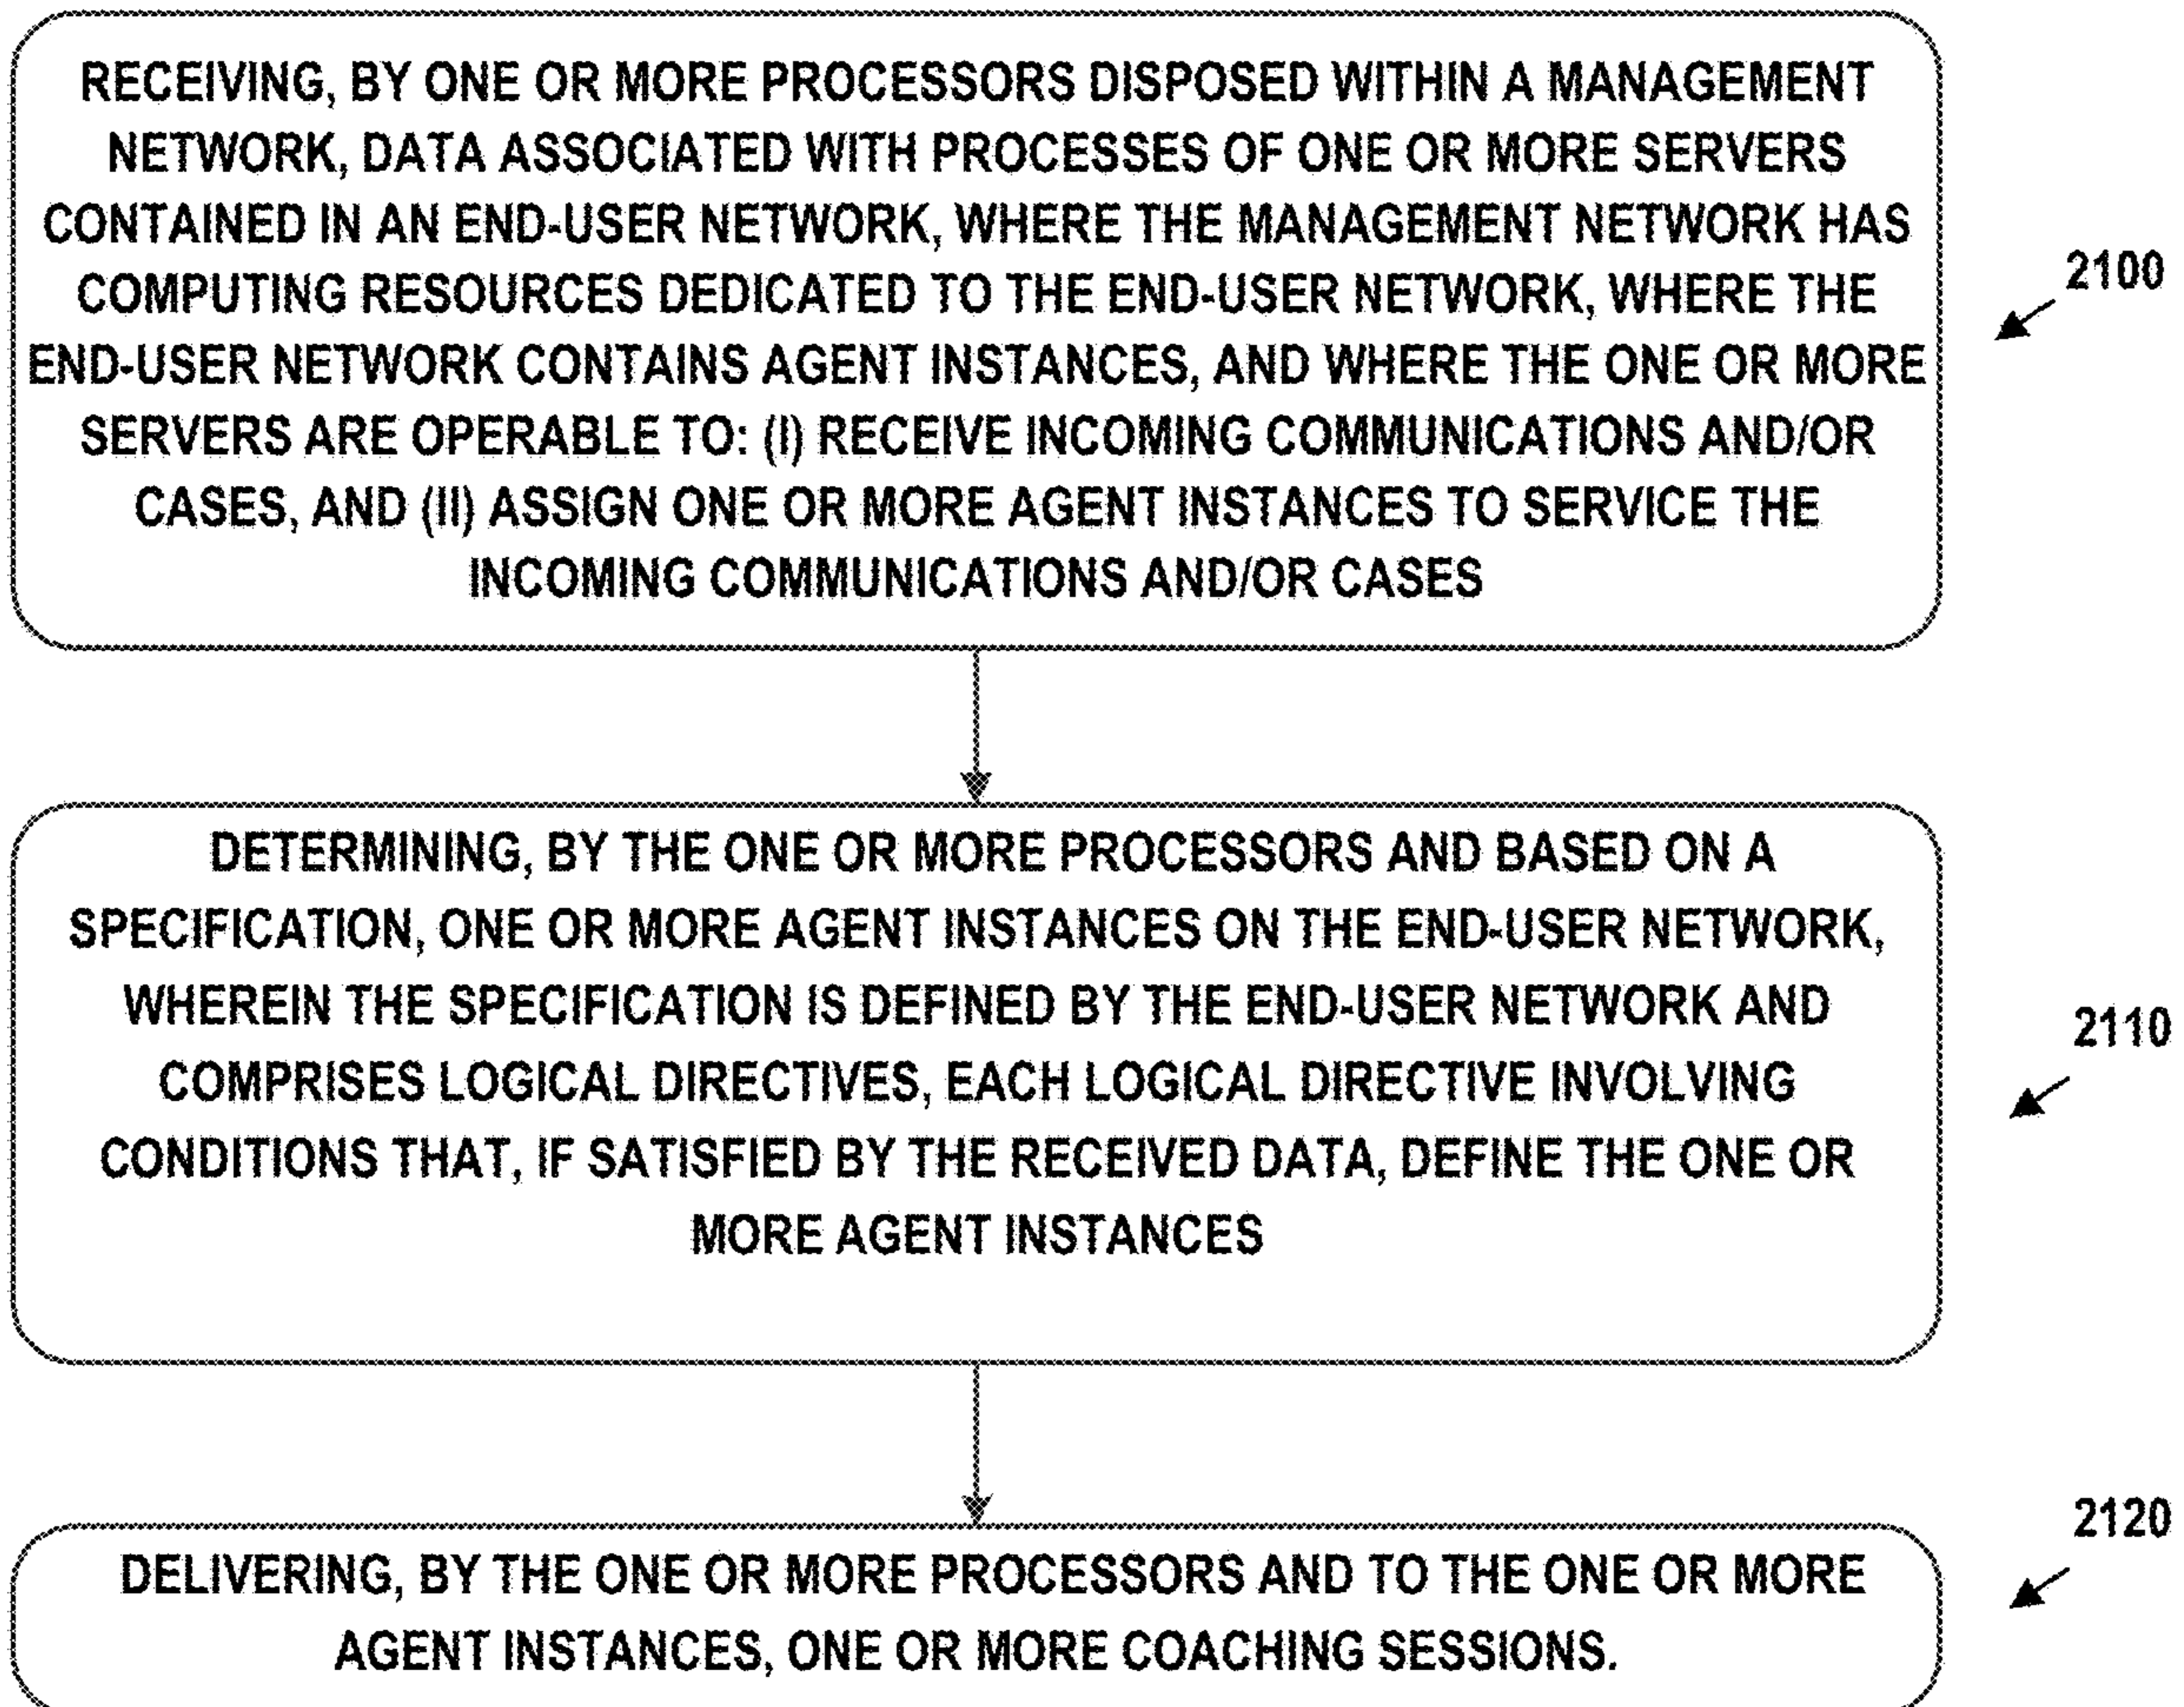 RECEIVING, BY ONE OR MORE PROCESSORS DISPOSED WITHIN A MANAGEMENT
NETWORK, DATA ASSOCIATED WITH PROCESSES OF ONE OR MORE SERVERS
CONTAINED IN AN END-USER NETWORK, WHERE THE MANAGEMENT NETWORK HAS
COMPUTING RESOURCES DEDICATED TO THE END-USER NETWORK, WHERE THE
END-USER NETWORK CONTAINS AGENT INSTANCES, AND WHERE THE ONE OR MORE
SERVERS ARE OPERABLE TO: (I) RECEIVE INCOMING COMMUNICATIONS AND/OR
CASES, AND (II) ASSIGN ONE OR MORE AGENT INSTANCES TO SERVICE THE
INCOMING COMMUNICATIONS AND/OR CASES
2100
DETERMINING, BY THE ONE OR MORE PROCESSORS AND BASED ON A
SPECIFICATION, ONE OR MORE AGENT INSTANCES ON THE END-USER NETWORK,
WHEREIN THE SPECIFICATION IS DEFINED BY THE END-USER NETWORK AND
COMPRISES LOGICAL DIRECTIVES, EACH LOGICAL DIRECTIVE INVOLVING
CONDITIONS THAT, IF SATISFIED BY THE RECEIVED DATA, DEFINE THE ONE OR
MORE AGENT INSTANCES
2110
DELIVERING, BY THE ONE OR MORE PROCESSORS AND TO THE ONE OR MORE
AGENT INSTANCES, ONE OR MORE COACHING SESSIONS.
2120